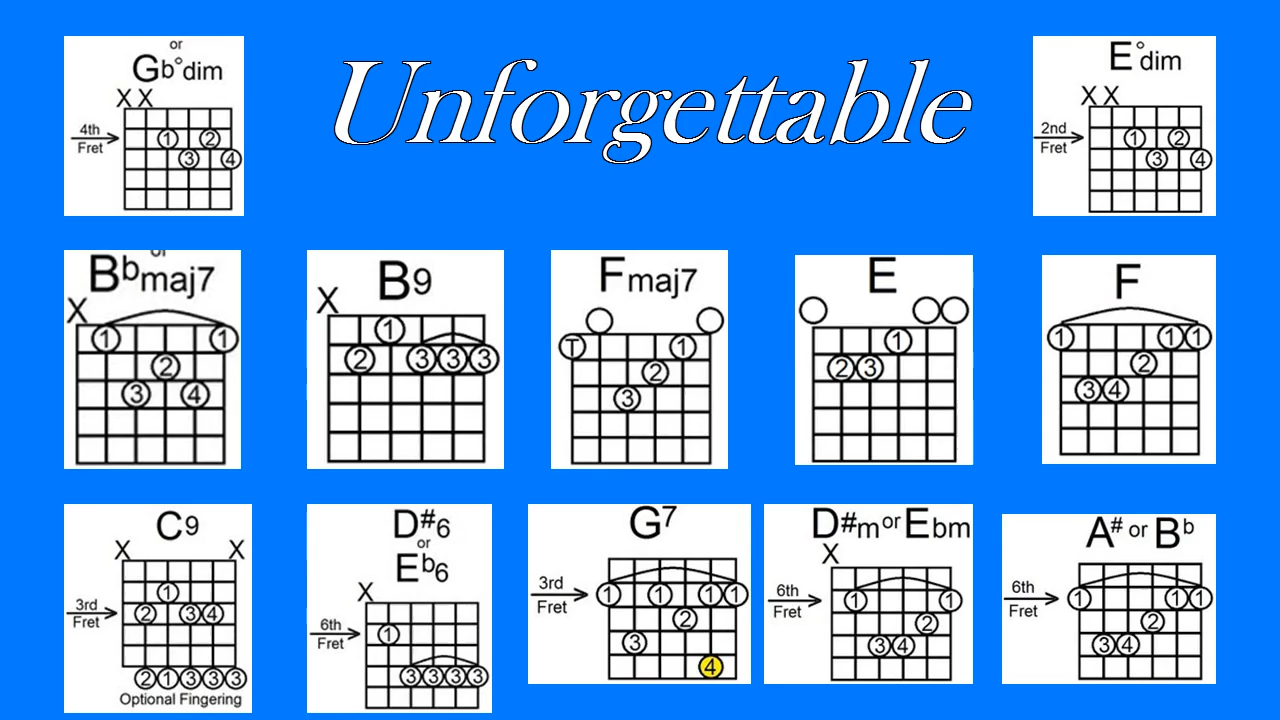 Unforgettable
or
Gb°dim
X X
4th
Fret
1 2
3 4
E°dim
X X
2nd
Fret
1 2
3 4
or
Bbmaj7
X
1 1
2
3 4
B9
X
1
2 3 3 3
Fmaj7
T 1
2
3
E
1
2 3
F
1 1 1
2
3 4
C9
X X
3rd
Fret
1
2 3 4
2 1 3 3 3
Optional Fingering
D#6
or
Eb6
X
6th
Fret
1
3 3 3 3
G7
3rd
Fret
1 1 1 1
2
3
4
D#m or Ebm
X
6th
Fret
1 1
2
3 4
A# or Bb
6th
Fret
1 1 1
2
3 4